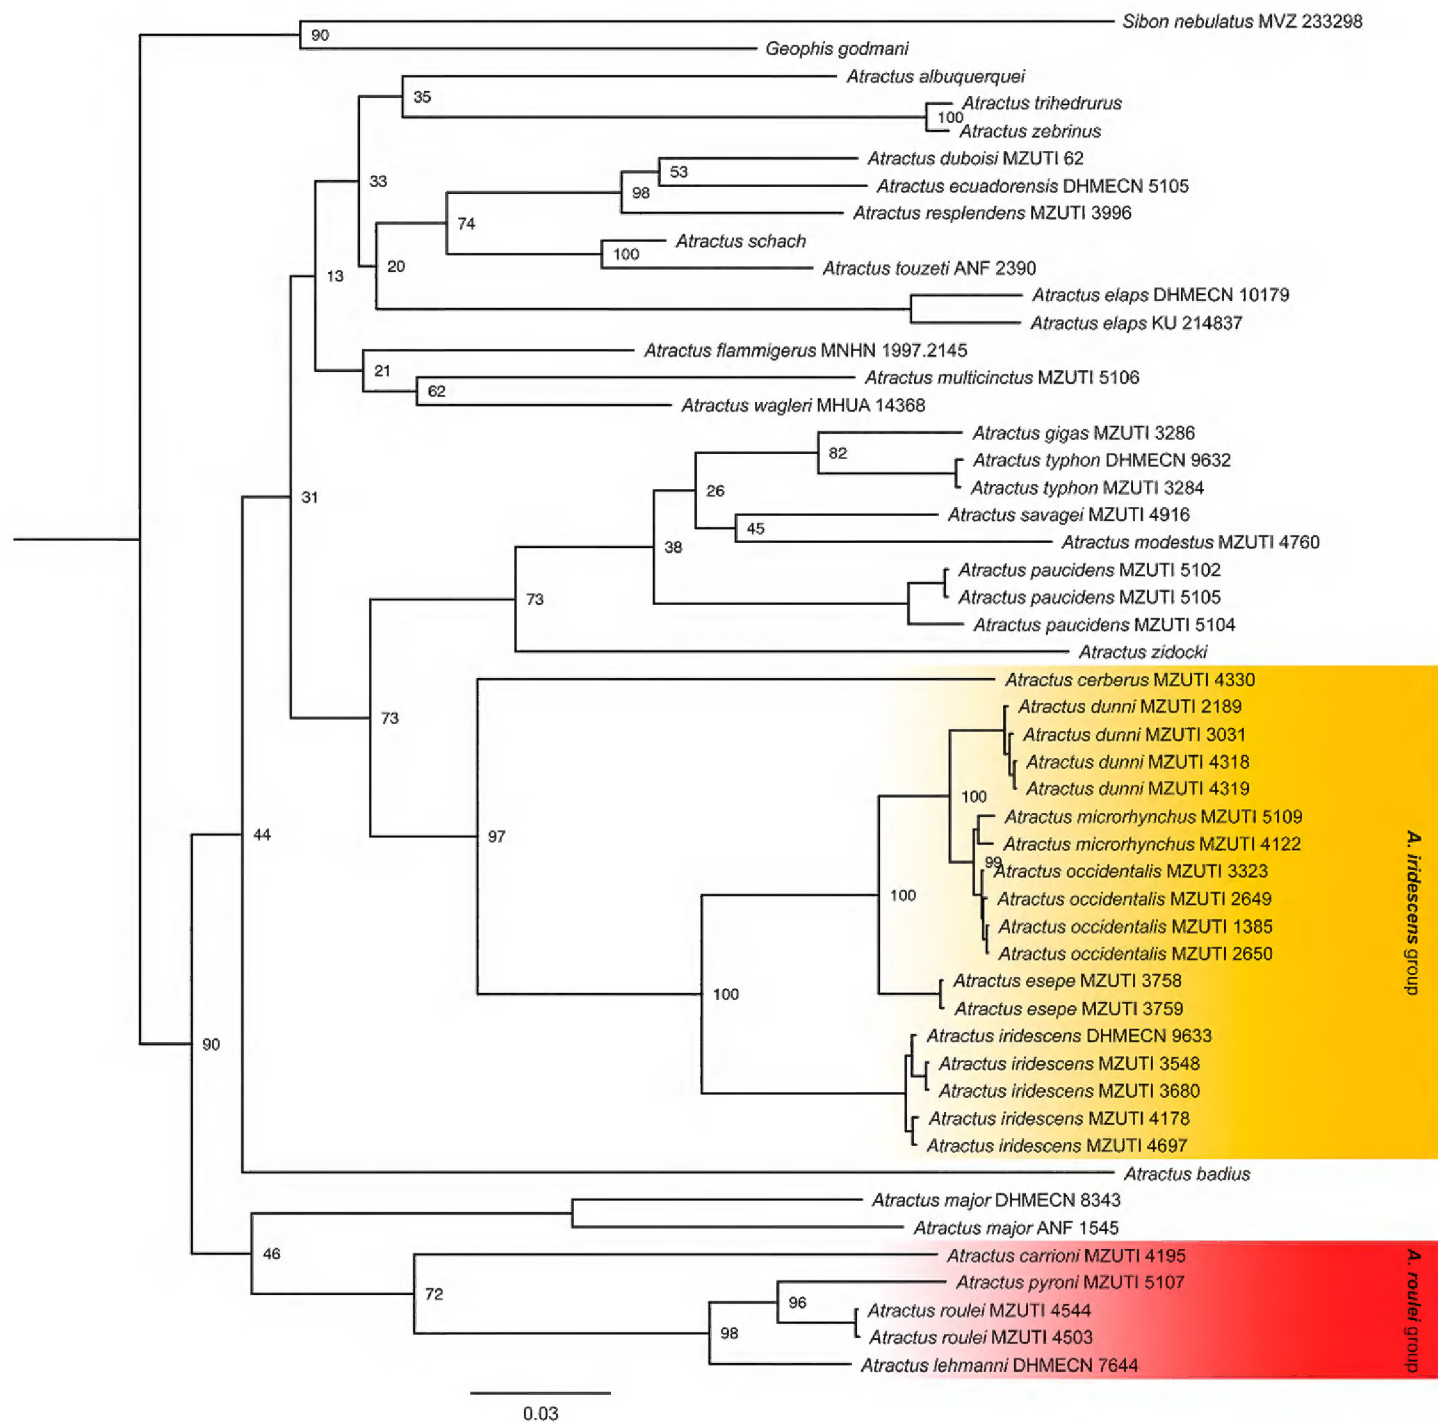 Sibon nebulatus MVZ 233298
90
Geophis godmani
Atractus albuquerquei
35
Atractus trihedrurus
100
Atractus zebrinus
Atractus duboisi MZUTI 62
53
33
Atractus ecuadorensis DHMECN 5105
98
Atractus resplendens MZUTI 3996
74
Atractus schach
100
20
Atractus touzeti ANF 2390
13
Atractus elaps DHMECN 10179
Atractus elaps KU 214837
Atractus flammigerus MNHN 1997.2145
21
Atractus multicinctus MZUTI 5106
62
Atractus wagleri MHUA 14368
Atractus gigas MZUTI 3286
82
Atractus typhon DHMECN 9632
26
Atractus typhon MZUTI 3284
31
Atractus savagei MZUTI 4916
45
Atractus modestus MZUTI 4760
38
Atractus paucidens MZUTI 5102
73
Atractus paucidens MZUTI 5105
Atractus paucidens MZUTI 5104
Atractus zidocki
Atractus cerberus MZUTI 4330
Atractus dunni MZUTI 2189
73
Atractus dunni MZUTI 3031
Atractus dunni MZUTI 4318
Atractus dunni MZUTI 4319
100
Atractus microrhynchus MZUTI 5109
44
97
Atractus microrhynchus MZUTI 4122
99
Atractus occidentalis MZUTI 3323
100
Atractus occidentalis MZUTI 2649
Atractus occidentalis MZUTI 1385
Atractus occidentalis MZUTI 2650
A. iridescens group
Atractus esepe MZUTI 3758
100
Atractus esepe MZUTI 3759
Atractus iridescens DHMECN 9633
90
Atractus iridescens MZUTI 3548
Atractus iridescens MZUTI 3680
Atractus iridescens MZUTI 4178
Atractus iridescens MZUTI 4697
Atractus badius
Atractus major DHMECN 8343
Atractus major ANF 1545
46
Atractus carrioni MZUTI 4195
Atractus pyroni MZUTI 5107
72
96
Atractus roulei MZUTI 4544
98
Atractus roulei MZUTI 4503
Atractus lehmanni DHMECN 7644
A. roulei group
0.03